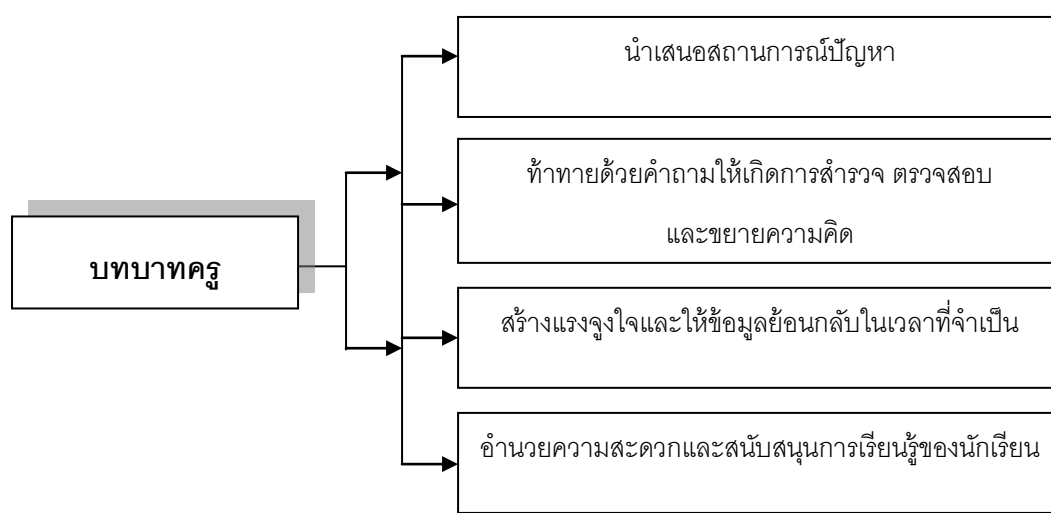 บทบาทครู
นำเสนอสถานการณ์ปัญหา
ท้าทายด้วยคำถามให้เกิดการสำรวจ ตรวจสอบ
และขยายความคิด
สร้างแรงจูงใจและให้ข้อมูลย้อนกลับในเวลาที่จำเป็น
อำนวยความสะดวกและสนับสนุนการเรียนรู้ของนักเรียน